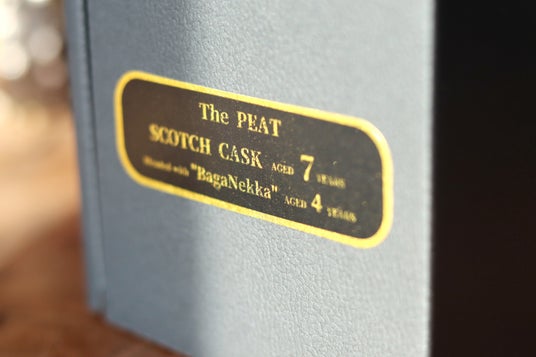 The PEAT
SCOTCH CASK AGED 7 YEARS
Blended with "BagaNekka" AGED 4 YEARS